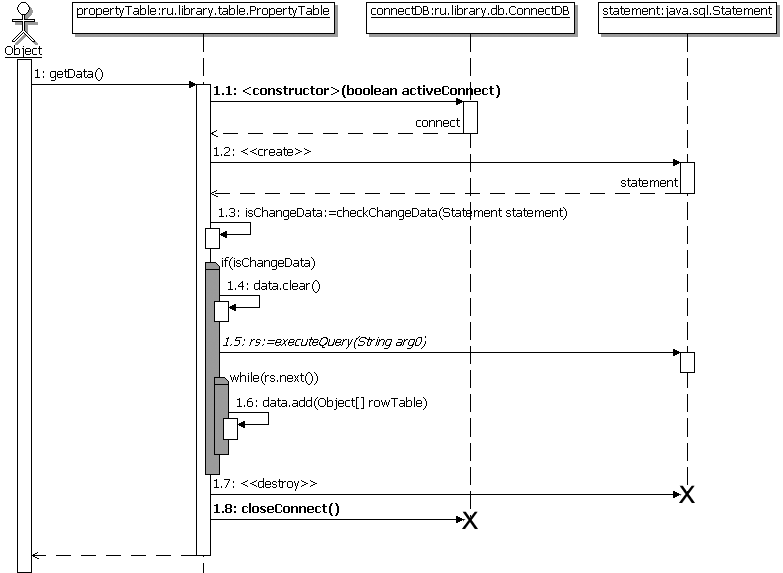 propertyTable:ru.library.table.PropertyTable
connectDB:ru.library.db.ConnectDB
statement:java.sql.Statement
Object
1: getData()
1.1: <constructor>(boolean activeConnect)
connect
1.2: <<create>>
statement
1.3: isChangeData:=checkChangeData(Statement statement)
if(isChangeData)
1.4: data.clear()
1.5: rs:=executeQuery(String arg0)
while(rs.next())
1.6: data.add(Object[] rowTable)
1.7: <<destroy>>
X
1.8: closeConnect()
X